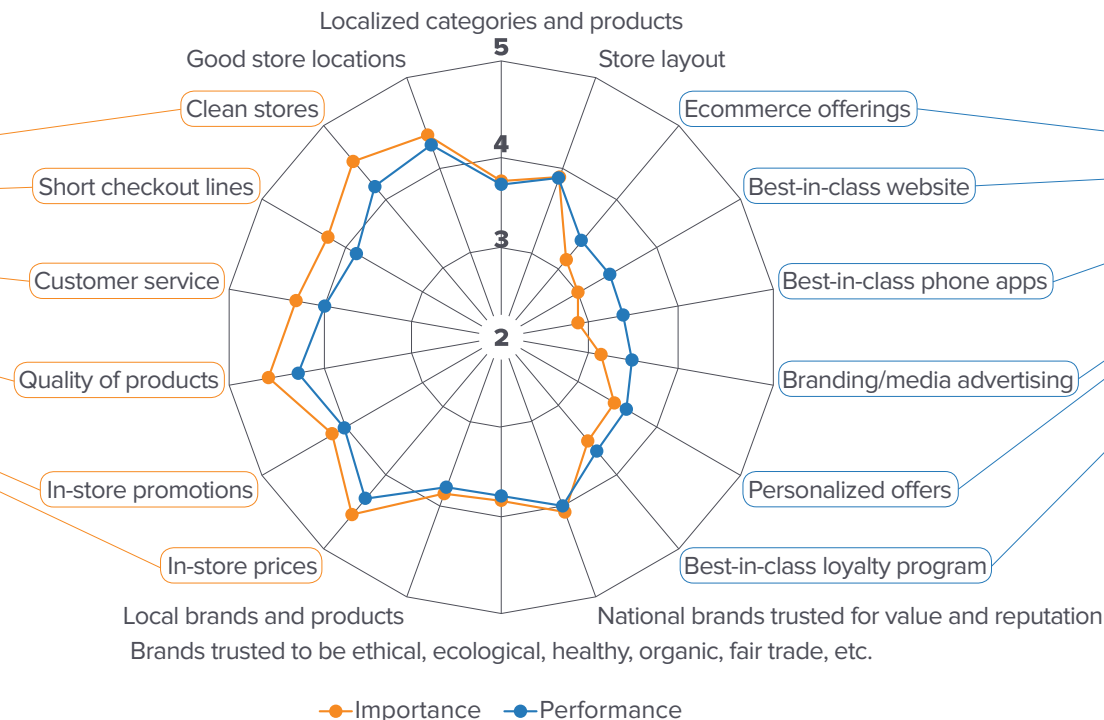 Localized categories and products
5
Good store locations
Store layout
Clean stores
Ecommerce offerings
4
Short checkout lines
Best-in-class website
3
Customer service
Best-in-class phone apps
2
Quality of products
Branding/media advertising
In-store promotions
Personalized offers
In-store prices
Best-in-class loyalty program
Local brands and products
National brands trusted for value and reputation
Brands trusted to be ethical, ecological, healthy, organic, fair trade, etc.
Importance
Performance